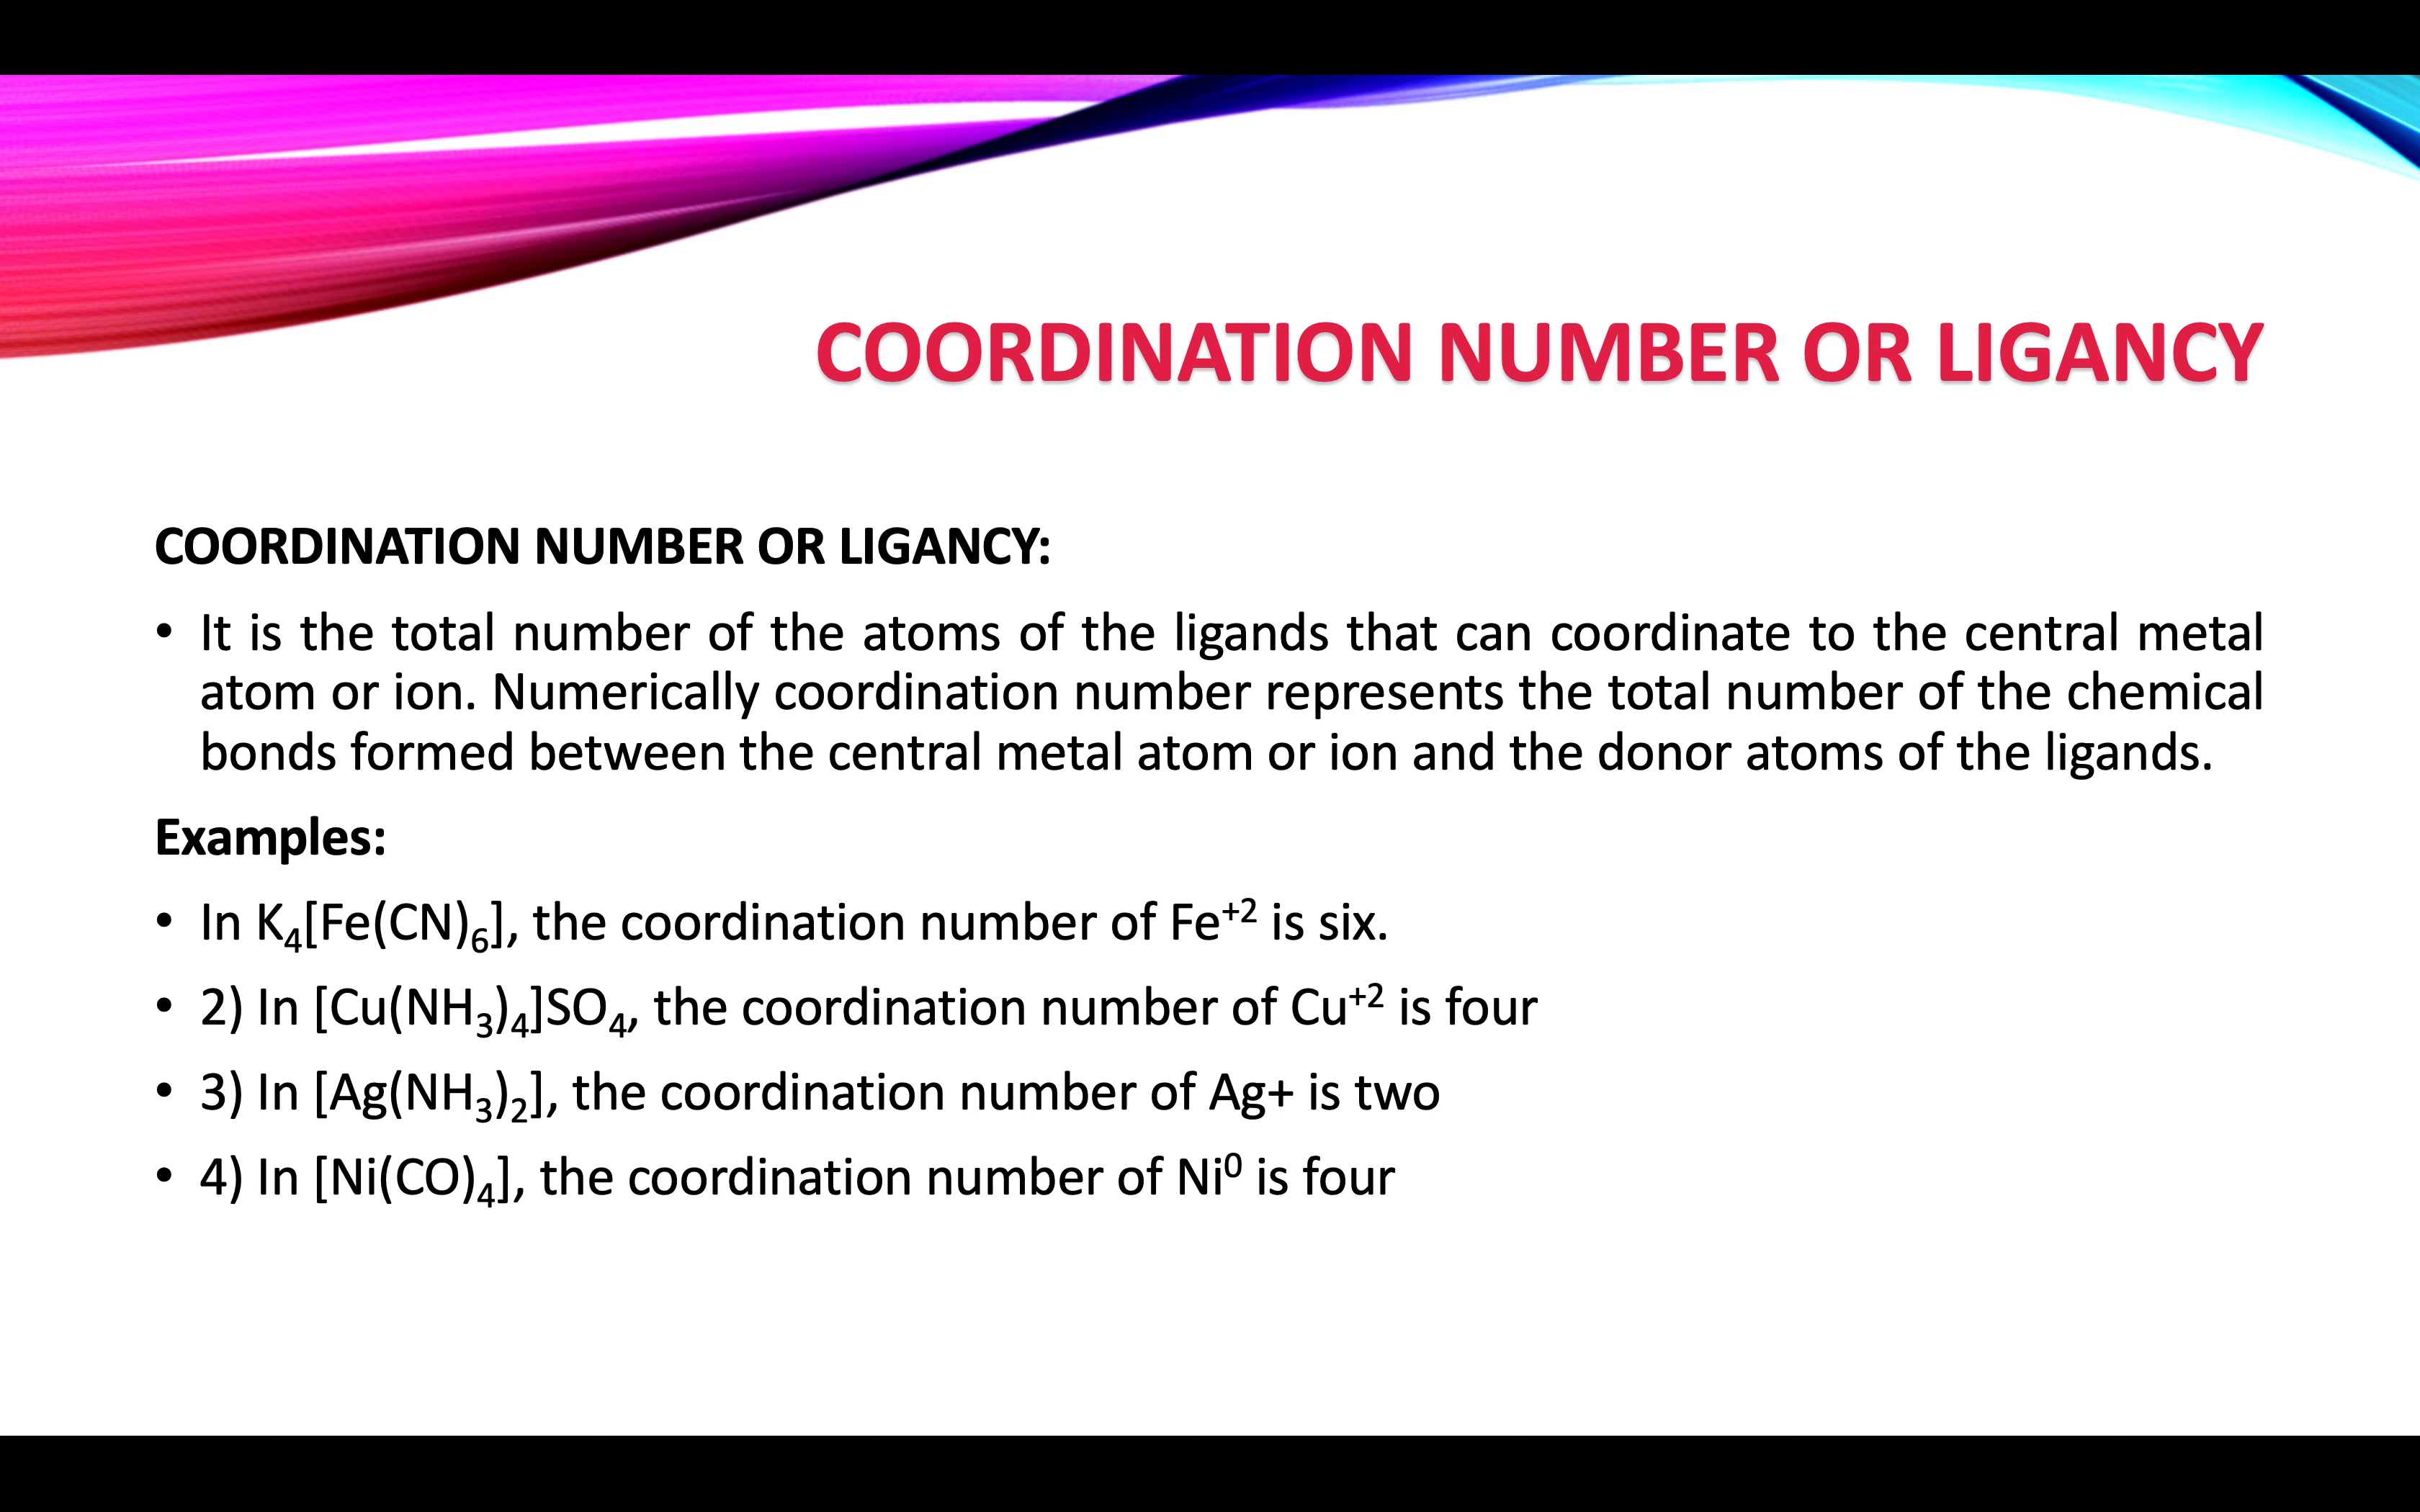 COORDINATION NUMBER OR LIGANCY
COORDINATION NUMBER OR LIGANCY:
• It is the total number of the atoms of the ligands that can coordinate to the central metal
atom or ion. Numerically coordination number represents the total number of the chemical
bonds formed between the central metal atom or ion and the donor atoms of the ligands.
Examples:
• In K₄[Fe(CN)₆], the coordination number of Fe⁺² is six.
• 2) In [Cu(NH₃)₄]SO₄, the coordination number of Cu⁺² is four
• 3) In [Ag(NH₃)₂], the coordination number of Ag+ is two
• 4) In [Ni(CO)₄], the coordination number of Ni⁰ is four